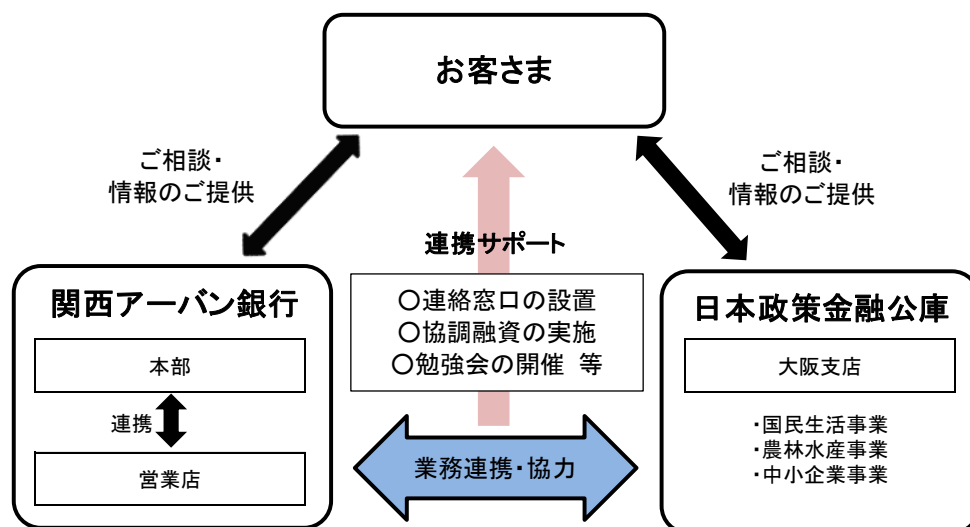 お客さま
ご相談・
情報のご提供
ご相談・
情報のご提供
連携サポート
○連絡窓口の設置
○協調融資の実施
○勉強会の開催 等
関西アーバン銀行
本部
連携
営業店
業務連携・協力
日本政策金融公庫
大阪支店
・国民生活事業
・農林水産事業
・中小企業事業